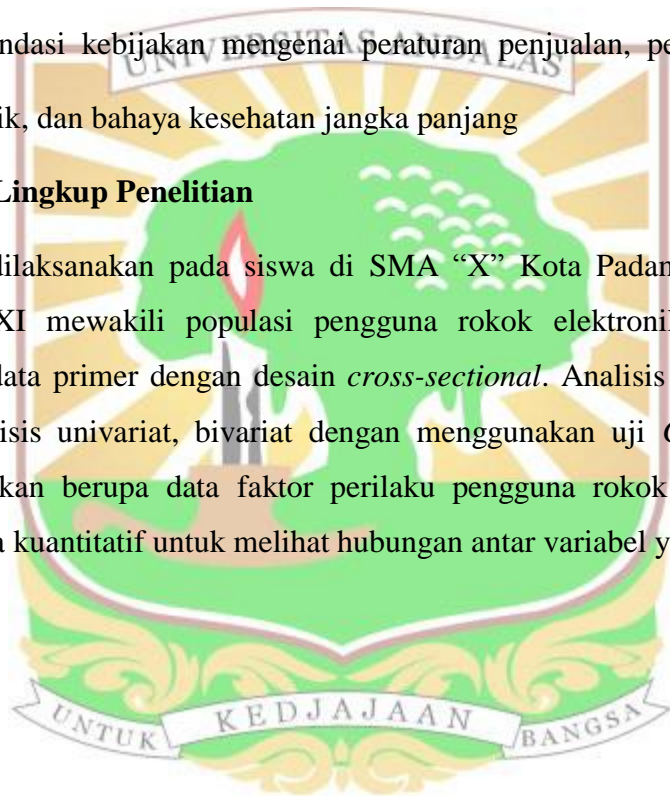 ndasi kebijakan mengenai peraturan penjualan, pe
UNIVERSITAS ANDALAS
ik, dan bahaya kesehatan jangka panjang
Lingkup Penelitian
dilaksanakan pada siswa di SMA “X” Kota Padan
XI mewakili populasi pengguna rokok elektronil
data primer dengan desain cross-sectional. Analisis
isis univariat, bivariat dengan menggunakan uji
kan berupa data faktor perilaku pengguna rokok
a kuantitatif untuk melihat hubungan antar variabel y
UNTUK KEDJAJAAN BANGSA